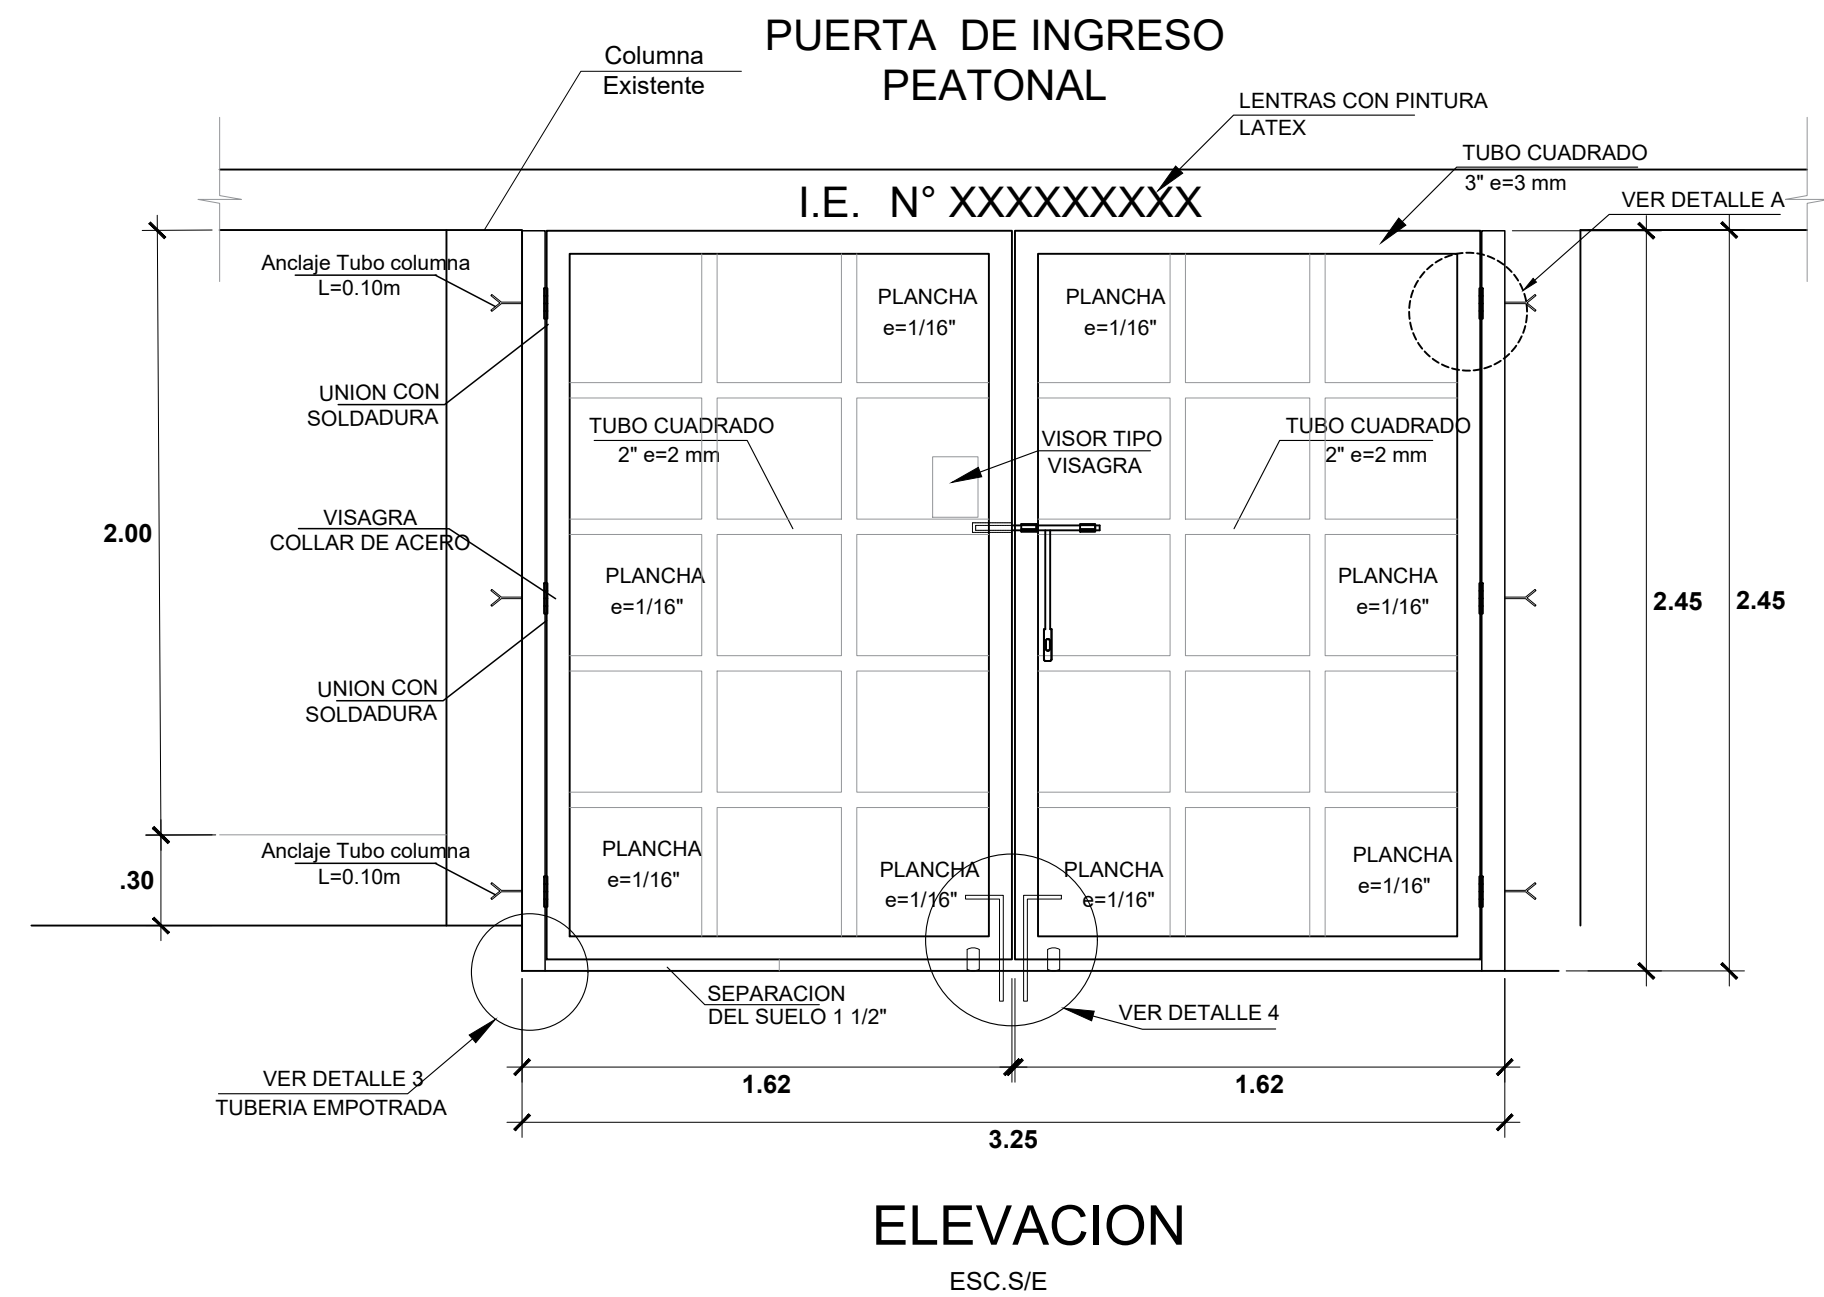 PUERTA DE INGRESO
PEATONAL
Columna
Existente
LENTRAS CON PINTURA
LATEX
TUBO CUADRADO
3" e=3 mm
VER DETALLE A
I.E. N° XXXXXXXXX
Anclaje Tubo columna
L=0.10m
PLANCHA
e=1/16"
PLANCHA
e=1/16"
UNION CON
SOLDADURA
TUBO CUADRADO
2" e=2 mm
VISOR TIPO
VISAGRA
TUBO CUADRADO
2" e=2 mm
VISAGRA
COLLAR DE ACERO
2.00
PLANCHA
e=1/16"
PLANCHA
e=1/16"
2.45
2.45
UNION CON
SOLDADURA
Anclaje Tubo columna
L=0.10m
.30
PLANCHA
e=1/16"
PLANCHA
e=1/16"
PLANCHA
e=1/16"
PLANCHA
e=1/16"
SEPARACION
DEL SUELO 1 1/2"
VER DETALLE 4
VER DETALLE 3
TUBERIA EMPOTRADA
1.62
1.62
3.25
ELEVACION
ESC.S/E